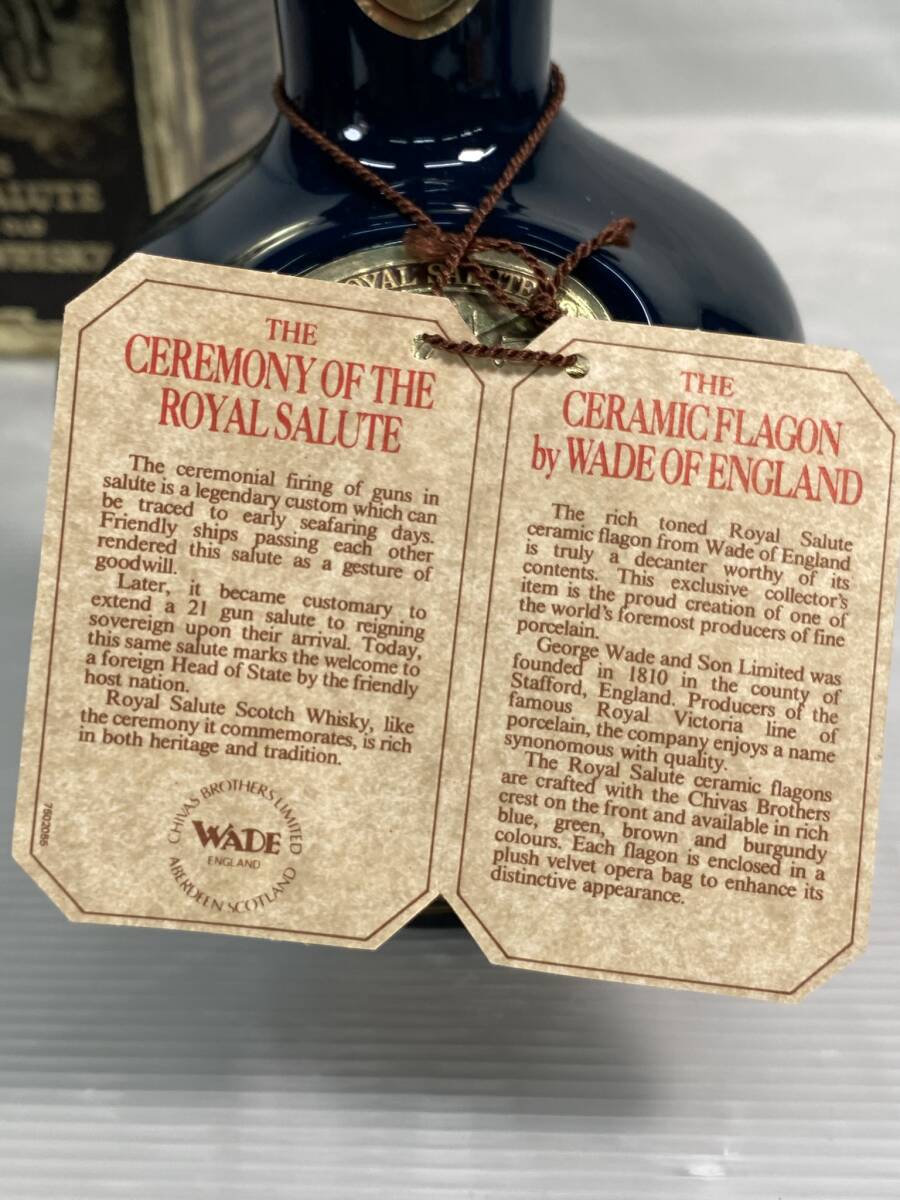 ALUTE
OLD
WHISKY
ROYAL SALUTE
THE
CEREMONY OF THE
ROYAL SALUTE
The ceremonial firing of guns in
salute is a legendary custom which can
be traced to early seafaring days.
Friendly ships passing each other
rendered this salute as a gesture of
goodwill.
Later, it became customary to
extend a 21 gun salute to reigning
sovereign upon their arrival. Today,
this same salute marks the welcome to
a foreign Head of State by the friendly
host nation.
Royal Salute Scotch Whisky, like
the ceremony it commemorates, is rich
in both heritage and tradition.
CHIVAS BROTHERS LIMITED
WADE
ENGLAND
ABERDEEN SCOTLAND
7502086
THE
CERAMIC FLAGON
by WADE OF ENGLAND
The rich toned Royal Salute
ceramic flagon from Wade of England
is truly a decanter worthy of its
contents. This exclusive collector's
item is the proud creation of one of
the world's foremost producers of fine
porcelain.
George Wade and Son Limited was
founded in 1810 in the county of
Stafford, England. Producers of the
famous Royal Victoria line of
porcelain, the company enjoys a name
synonomous with quality.
The Royal Salute ceramic flagons
are crafted with the Chivas Brothers
crest on the front and available in rich
blue, green, brown and burgundy
colours. Each flagon is enclosed in a
plush velvet opera bag to enhance its
distinctive appearance.